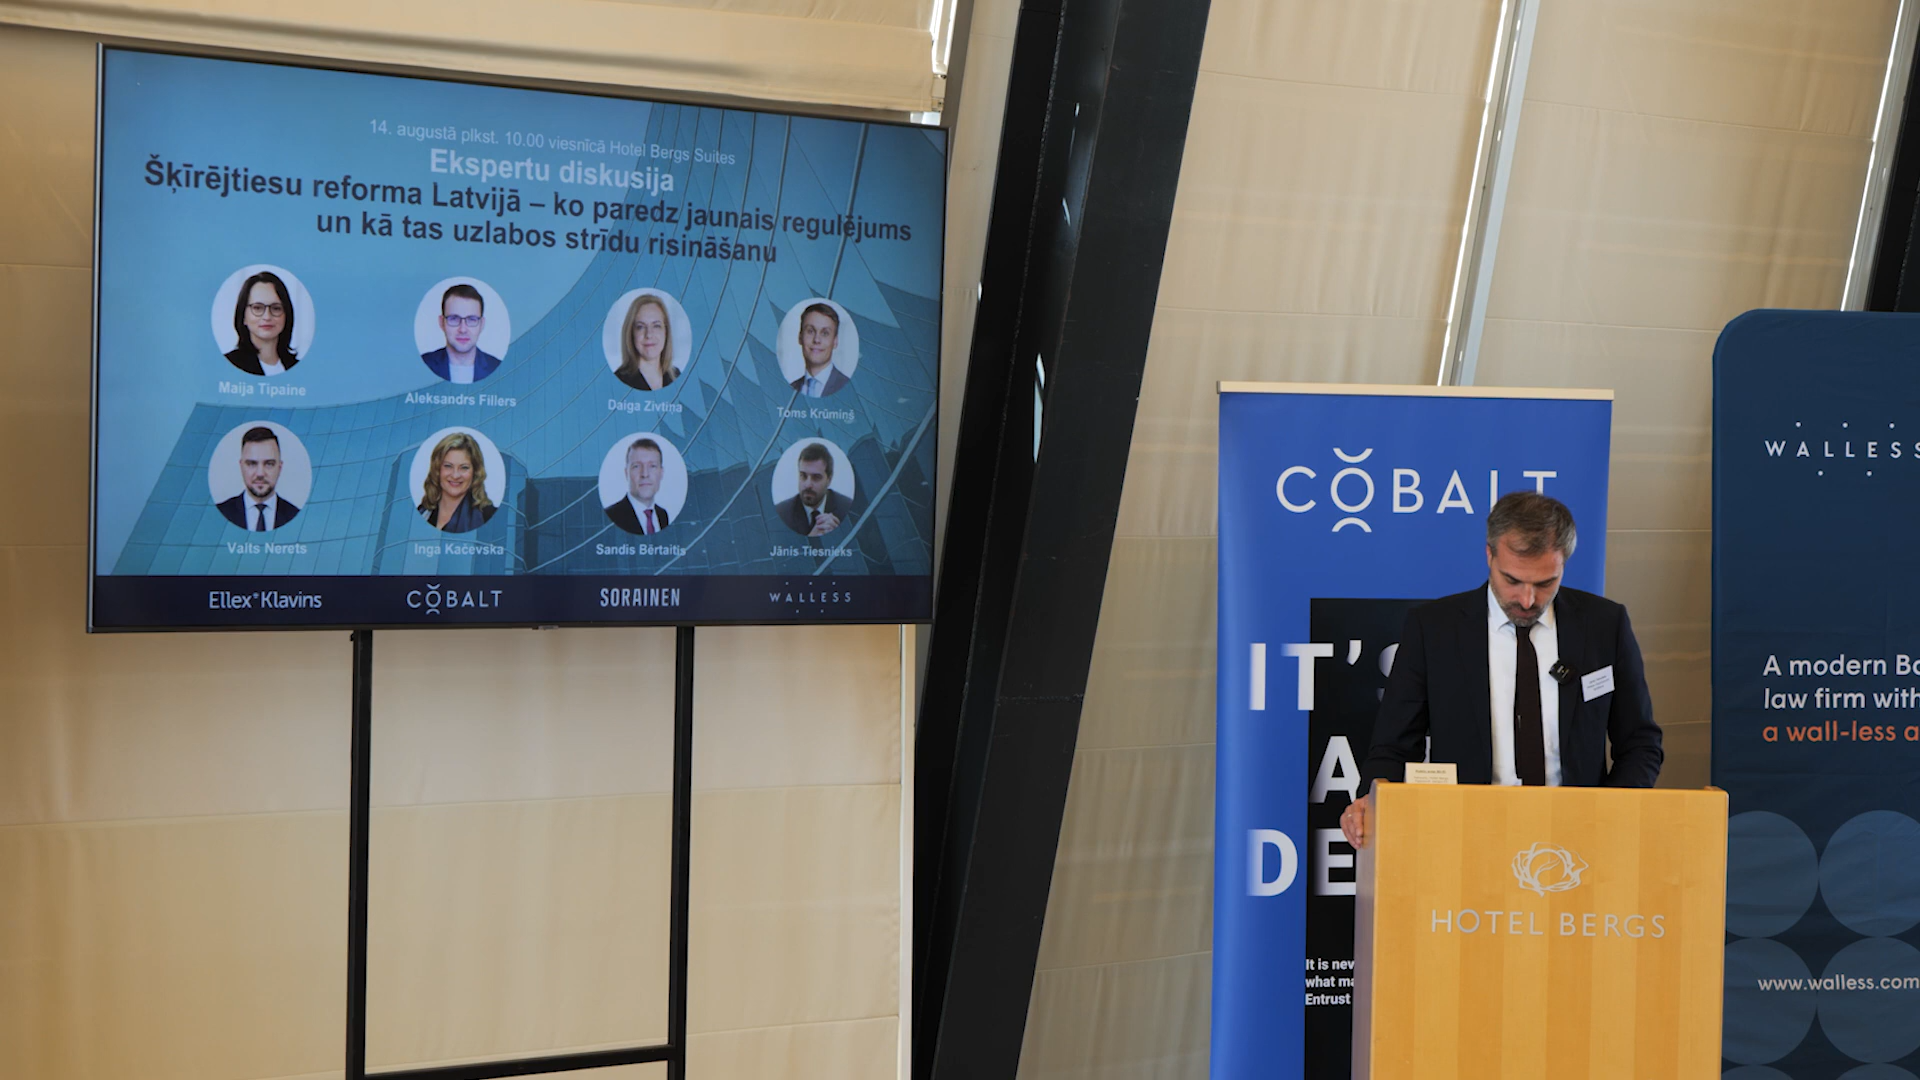 14. augustā plkst. 10.00 viesnīcā Hotel Bergs Suites
Ekspertu diskusija
Šķīrējtiesu reforma Latvijā – ko paredz jaunais regulējums
un kā tas uzlabos strīdu risināšanu
Maija Tipaine
Aleksandrs Fillers
Daiga Zivtiņa
Toms Krūmiņš
Valts Nerets
Inga Kačevska
Sandis Bērtaitis
Jānis Tiesnieks
Ellex Klavins
COBALT
SORAINEN
WALLESS
COBALT
IT'S
DE
It is nev
what ma
Entrust
HOTEL BERGS
WALLESS
A modern Ba
law firm with
a wall-less a
www.walless.com